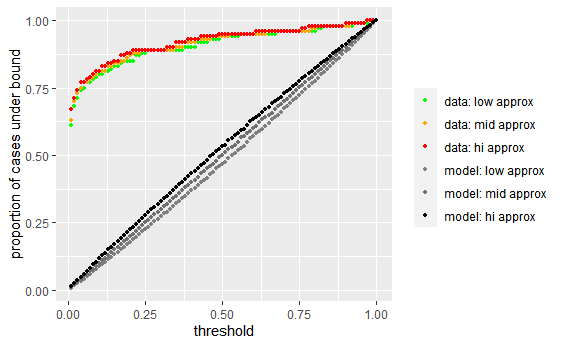 1.00
0.75
0.50
0.25
0.00
proportion of cases under bound
0.00 0.25 0.50 0.75 1.00
threshold
data: low approx
data: mid approx
data: hi approx
model: low approx
model: mid approx
model: hi approx